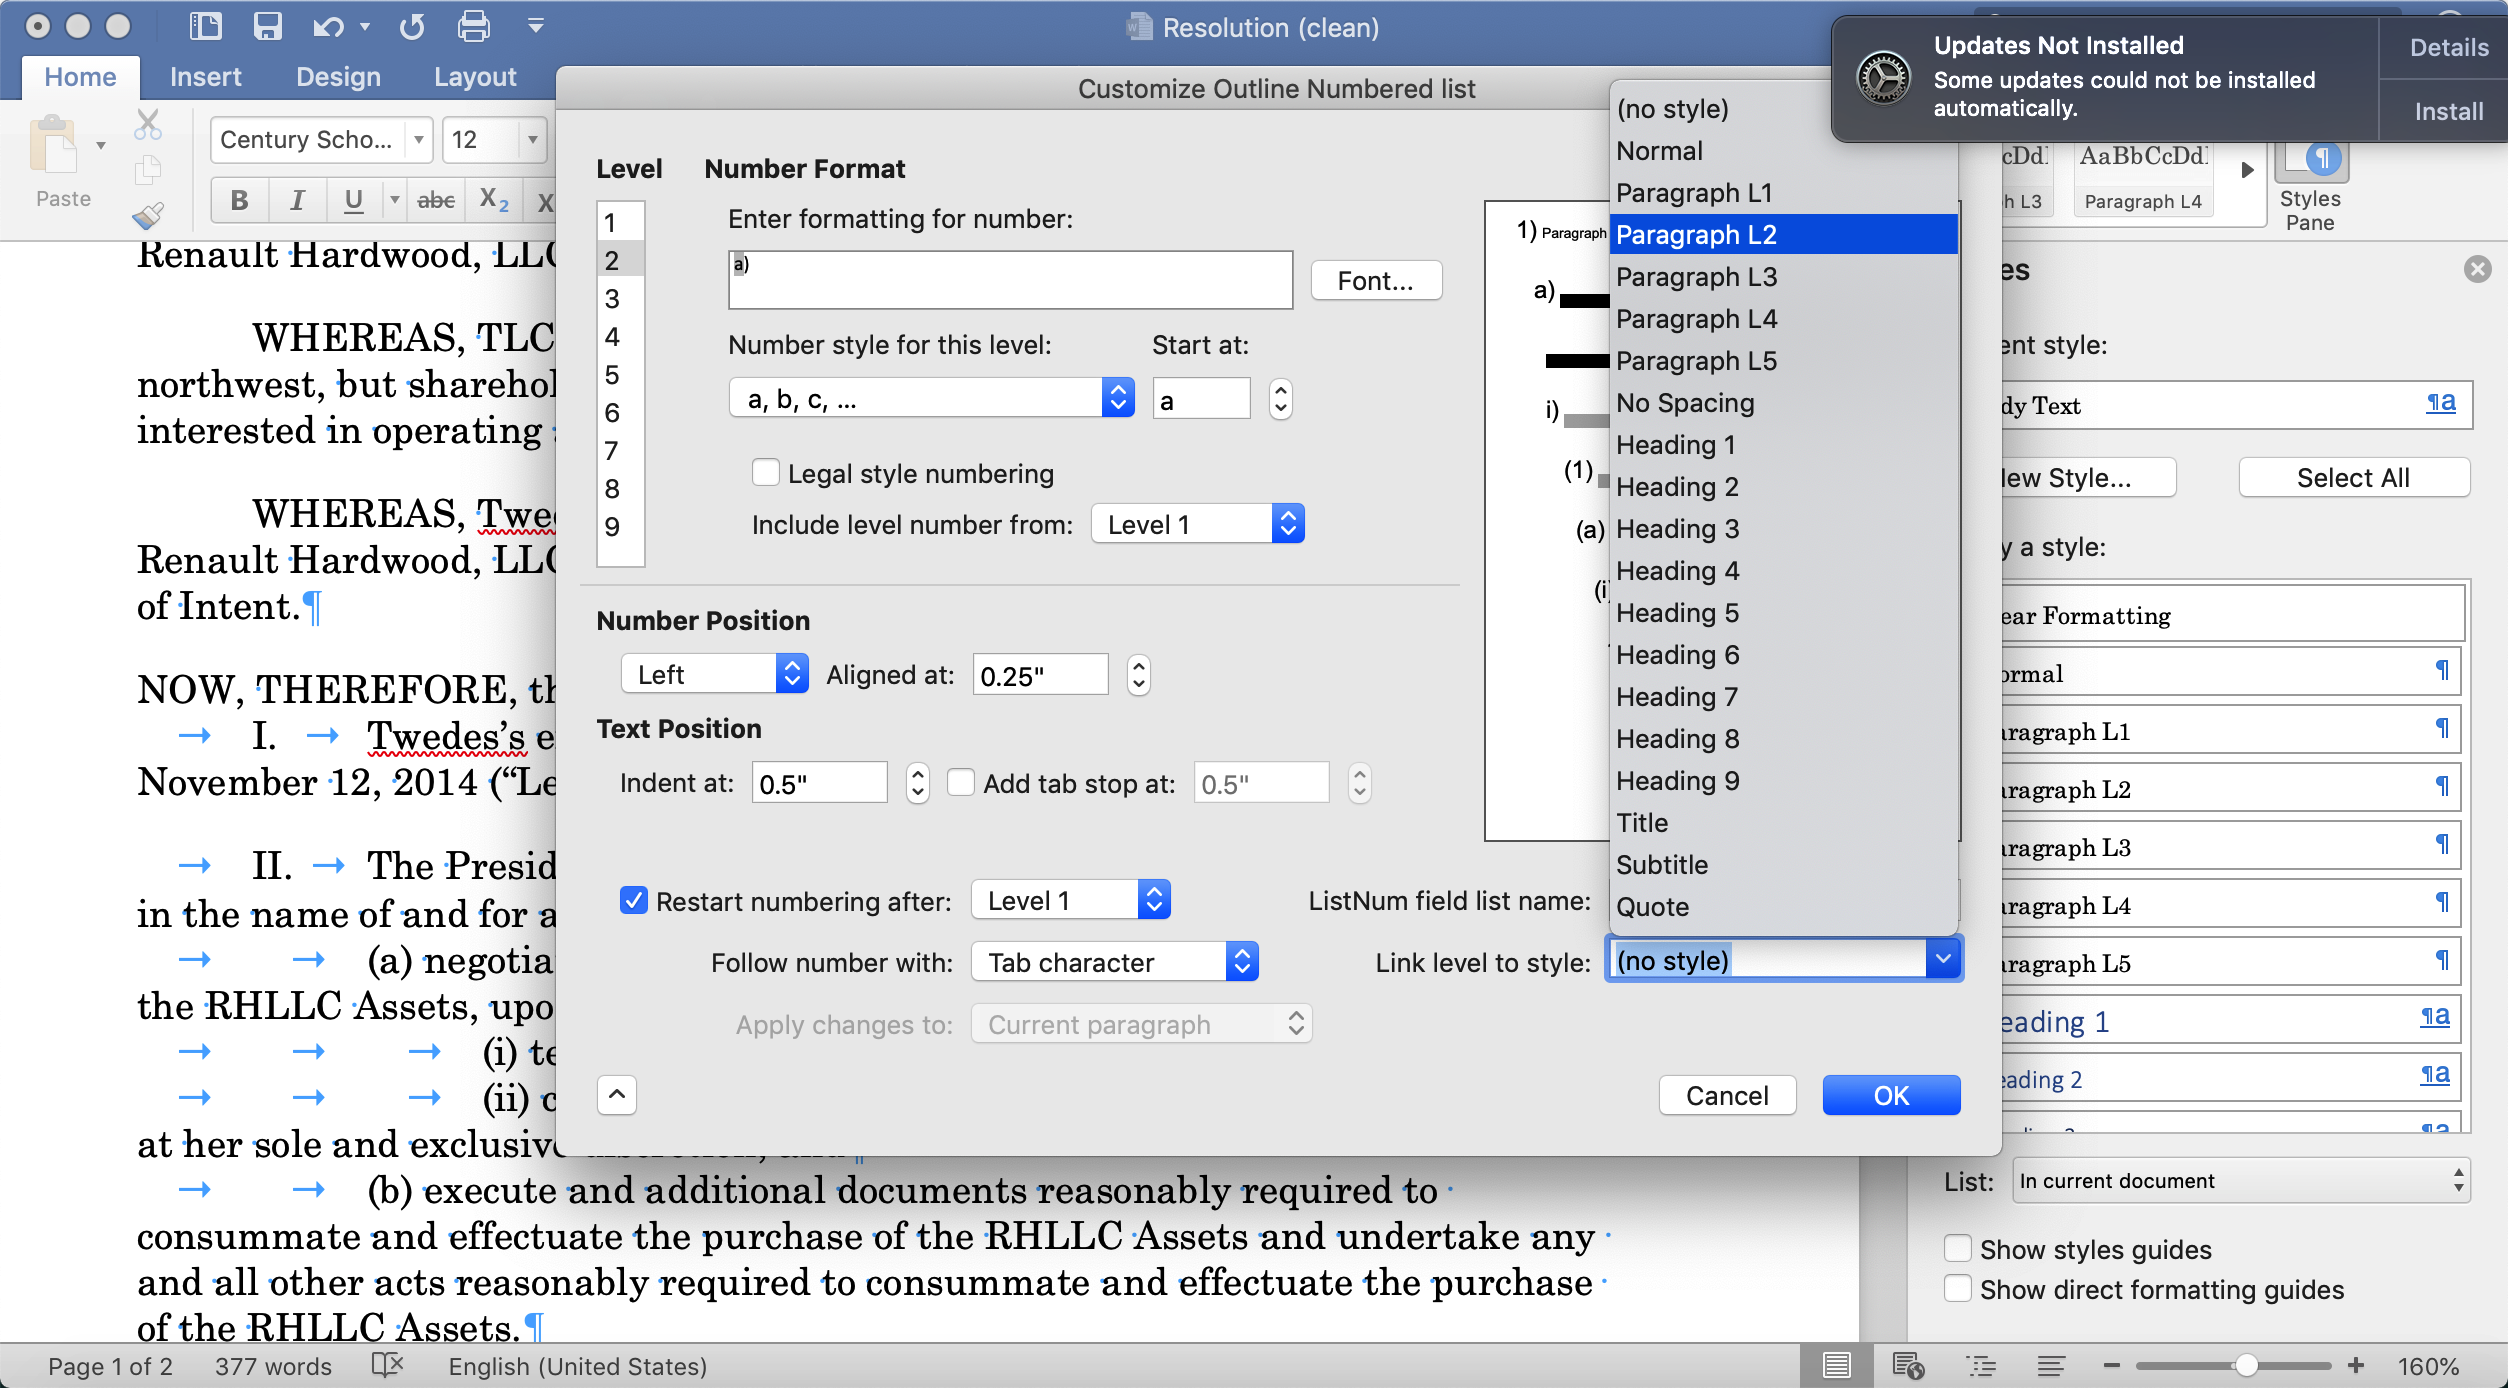 Resolution (clean)
Updates Not Installed
Some updates could not be installed
automatically.
Details
Install
Home
Insert
Design
Layout
Paste
Century Scho...
12
B
I
U
abc
X2
X
cDdl
AaBbCcDdl
h L3
Paragraph L4
Styles
Pane
Customize Outline Numbered list
Level
1
2
3
4
5
6
7
8
9
Number Format
Enter formatting for number:
a)
Font...
Number style for this level:
Start at:
a, b, c, ...
a
Legal style numbering
Include level number from:
Level 1
Number Position
Left
Aligned at:
0.25"
Text Position
Indent at:
0.5"
Add tab stop at:
0.5"
Restart numbering after:
Level 1
ListNum field list name:
Follow number with:
Tab character
Link level to style:
(no style)
Apply changes to:
Current paragraph
Cancel
OK
1) Paragraph
a)
i)
(1)
(a)
(i)
(no style)
Normal
Paragraph L1
Paragraph L2
Paragraph L3
Paragraph L4
Paragraph L5
No Spacing
Heading 1
Heading 2
Heading 3
Heading 4
Heading 5
Heading 6
Heading 7
Heading 8
Heading 9
Title
Subtitle
Quote
Renault Hardwood, LLC
WHEREAS, TLC
northwest, but sharehol
interested in operating
WHEREAS, Twe
Renault Hardwood, LLC
of Intent.¶
NOW, THEREFORE, th
I. Twedes’s e
November 12, 2014 (“Le
II. The Presid
in the name of and for a
(a) negotia
the RHLLC Assets, upo
(i) te
(ii) c
at her sole and exclusive discretion, and¶
(b) execute and additional documents reasonably required to
consummate and effectuate the purchase of the RHLLC Assets and undertake any
and all other acts reasonably required to consummate and effectuate the purchase
of the RHLLC Assets.¶
es
ent style:
dy Text
¶a
ew Style...
Select All
y a style:
ear Formatting
ormal ¶
aragraph L1 ¶
aragraph L2 ¶
aragraph L3 ¶
aragraph L4 ¶
aragraph L5 ¶
eading 1 ¶a
eading 2 ¶a
¶a
List:
In current document
Show styles guides
Show direct formatting guides
Page 1 of 2
377 words
English (United States)
160%